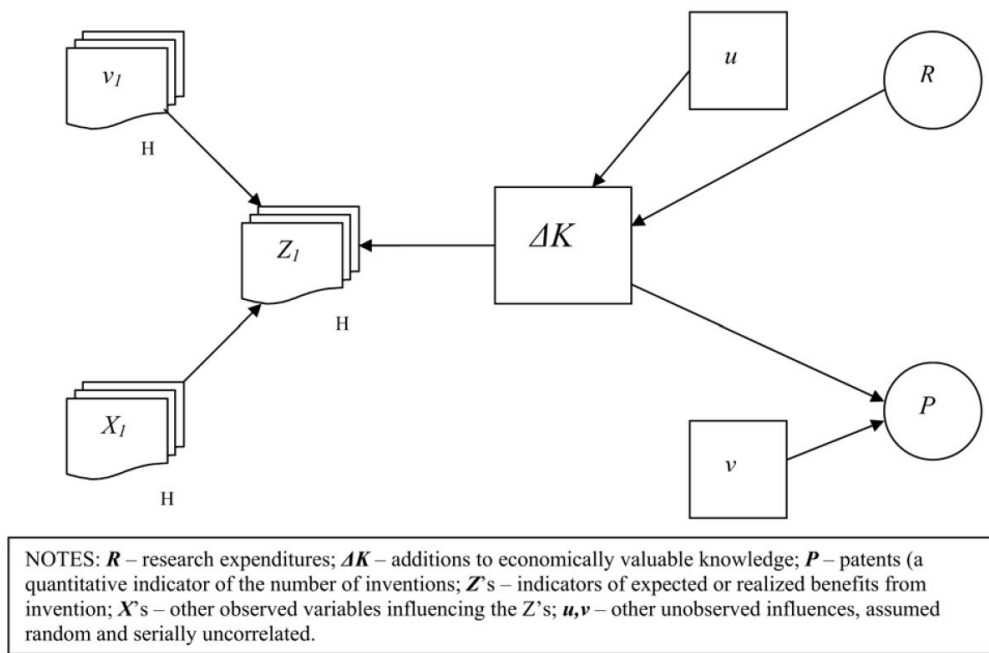 v1
u
R
H
Z1
ΔK
H
X1
P
v
H
NOTES: R – research expenditures; ΔK – additions to economically valuable knowledge; P – patents (a
quantitative indicator of the number of inventions; Z's – indicators of expected or realized benefits from
invention; X's – other observed variables influencing the Z's; u,v – other unobserved influences, assumed
random and serially uncorrelated.